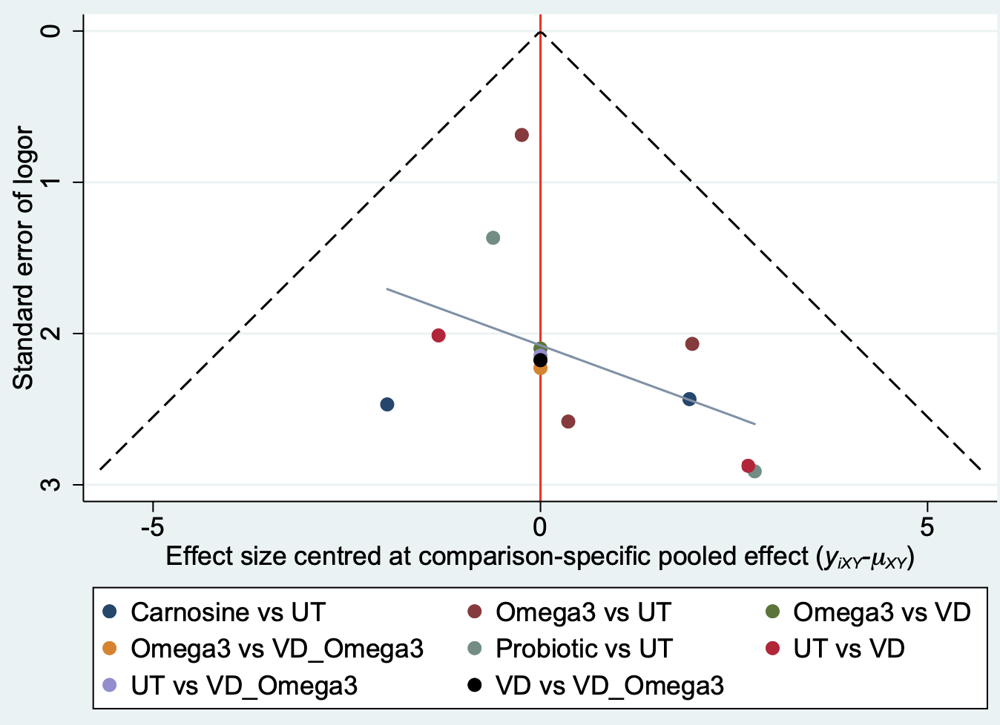 0
1
2
3
Standard error of logor
-5 0 5
Effect size centred at comparison-specific pooled effect (yiXY-μXY)
Carnosine vs UT Omega3 vs UT Omega3 vs VD
Omega3 vs VD_Omega3 Probiotic vs UT UT vs VD
UT vs VD_Omega3 VD vs VD_Omega3